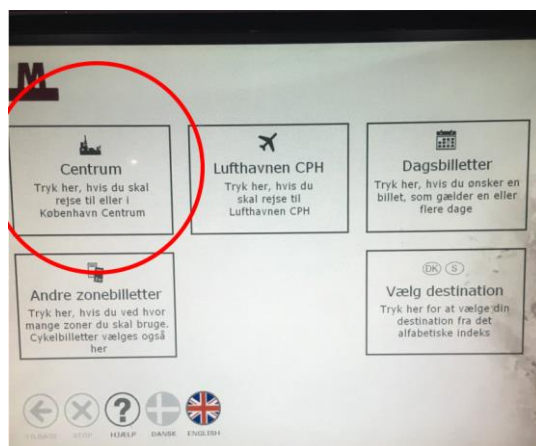 M
Centrum
Tryk her, hvis du skal
rejse til eller i
København Centrum
Lufthavnen CPH
Tryk her, hvis du
skal rejse til
Lufthavnen CPH
Dagsbilletter
Tryk her, hvis du ønsker en
billet, som gælder en eller
flere dage
Andre zonebilletter
Tryk her, hvis du ved hvor
mange zoner du skal bruge.
Cykelbilletter vælges også
her
DK S
Vælg destination
Tryk her for at vælge din
destination fra det
alfabetiske indeks
?
STOP HJÆLP DANSK ENGLISH